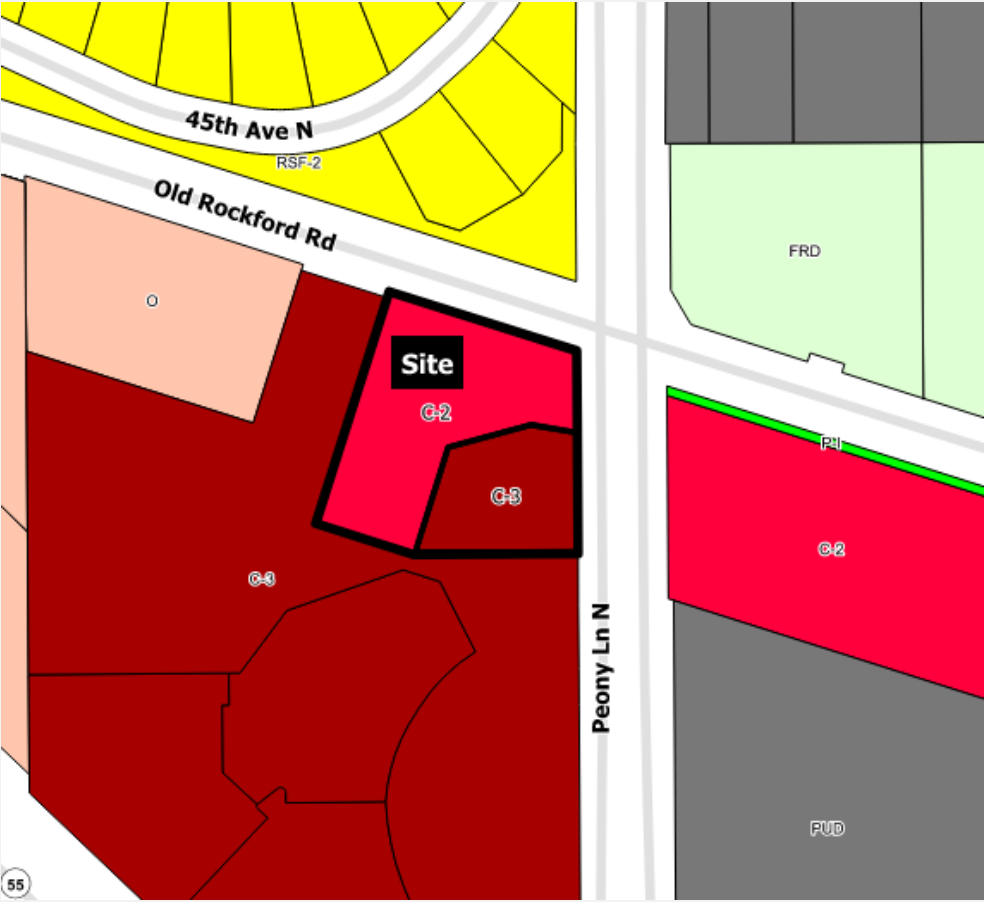 45th Ave N
RSF-2
Old Rockford Rd
FRD
O
Site
C-2
P-I
C-3
C-2
C-3
Peony Ln N
PUD
55